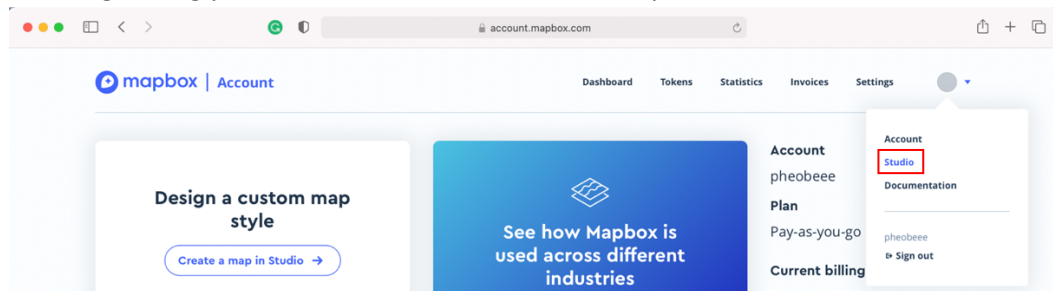 account.mapbox.com
mapbox | Account
Dashboard Tokens Statistics Invoices Settings
Design a custom map
style
Create a map in Studio →
See how Mapbox is
used across different
industries
Account
pheobeee
Plan
Pay-as-you-go
Current billing
Account
Studio
Documentation
pheobeee
Sign out